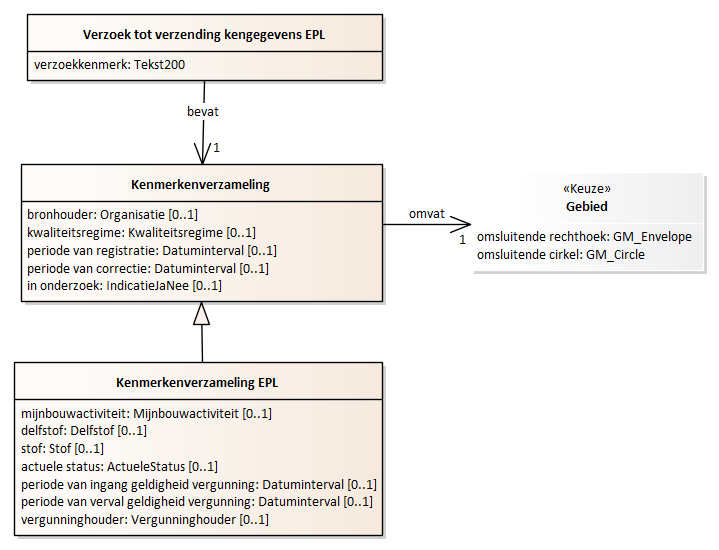 Verzoek tot verzending kengegevens EPL
verzoekkenmerk: Tekst200
bevat
1
Kenmerkenverzameling
bronhouder: Organisatie [0..1]
kwaliteitsregime: Kwaliteitsregime [0..1]
periode van registratie: Datuminterval [0..1]
periode van correctie: Datuminterval [0..1]
in onderzoek: IndicatieJaNee [0..1]
omvat
1
«Keuze»
Gebied
omsluitende rechthoek: GM_Envelope
omsluitende cirkel: GM_Circle
Kenmerkenverzameling EPL
mijnbouwactiviteit: Mijnbouwactiviteit [0..1]
delfstof: Delfstof [0..1]
stof: Stof [0..1]
actuele status: ActueleStatus [0..1]
periode van ingang geldigheid vergunning: Datuminterval [0..1]
periode van verval geldigheid vergunning: Datuminterval [0..1]
vergunninghouder: Vergunninghouder [0..1]